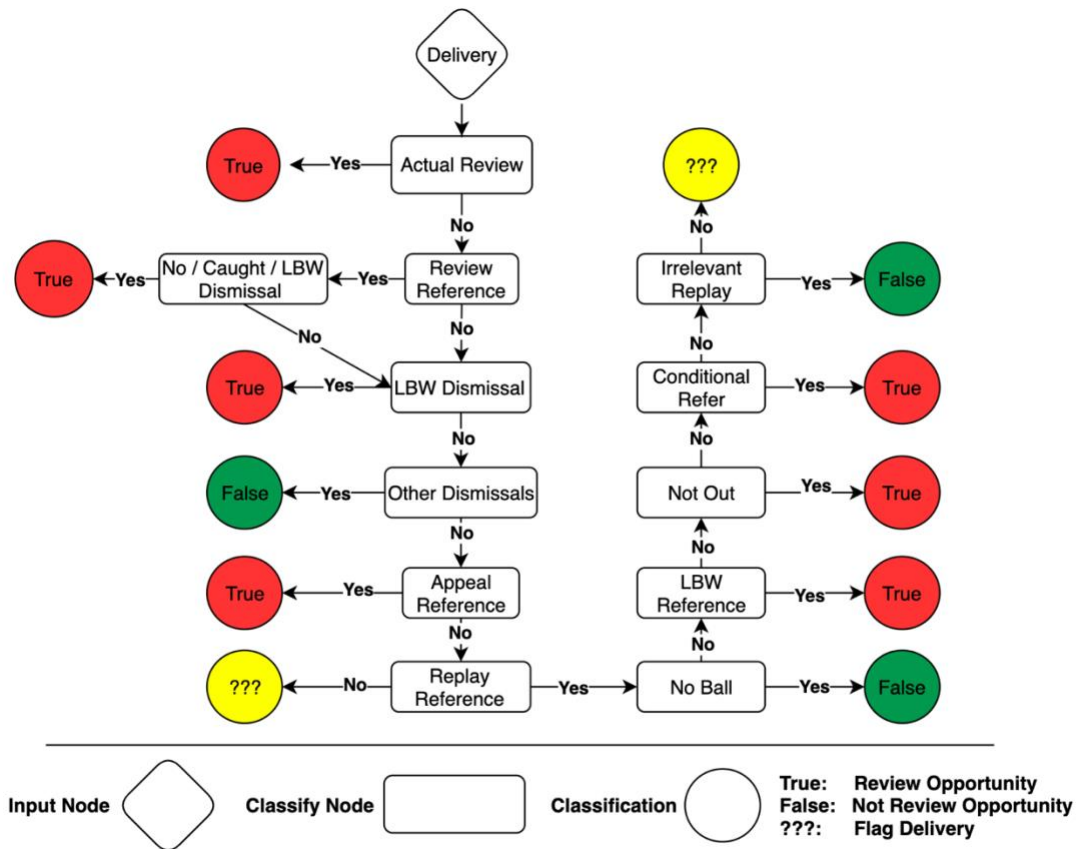 Delivery
Actual Review
Yes
True
No
Review
Reference
Yes
No / Caught / LBW
Dismissal
Yes
True
No
No
LBW Dismissal
Yes
True
No
Other Dismissals
Yes
False
No
Appeal
Reference
Yes
True
No
Replay
Reference
No
???
Yes
No Ball
Yes
False
No
LBW
Reference
Yes
True
No
Not Out
Yes
True
No
Conditional
Refer
Yes
True
No
Irrelevant
Replay
Yes
False
No
???
Input Node
Classify Node
Classification
True: Review Opportunity
False: Not Review Opportunity
???: Flag Delivery